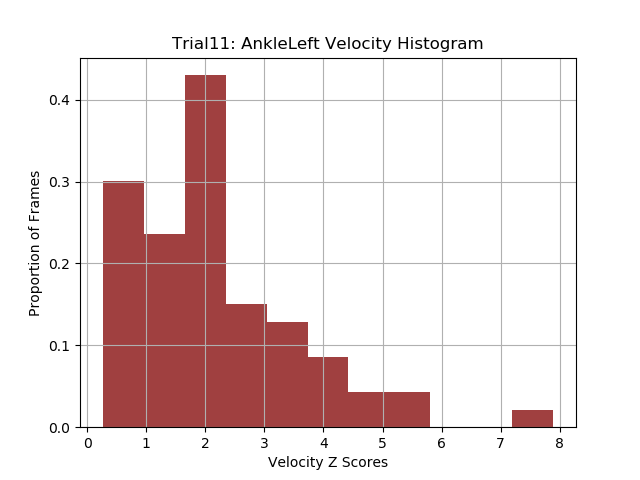 Trial11: AnkleLeft Velocity Histogram
0.4
0.3
0.2
0.1
0.0
Proportion of Frames
0 1 2 3 4 5 6 7 8
Velocity Z Scores